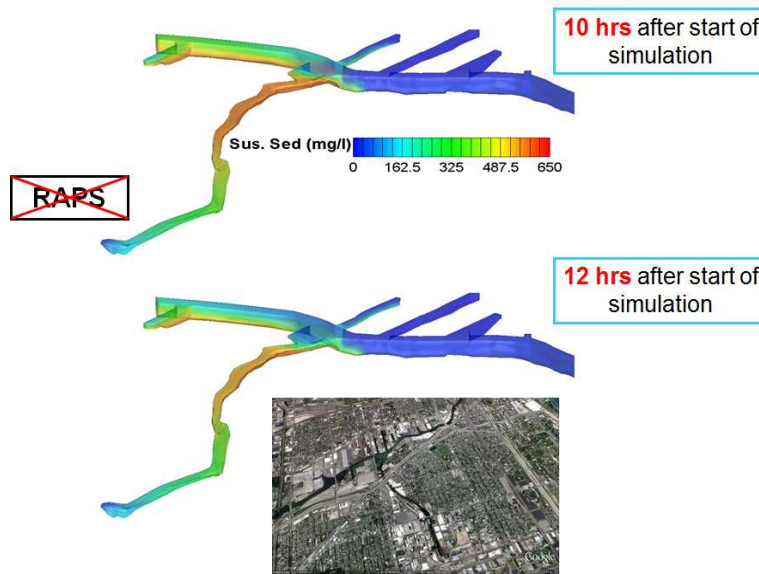 10 hrs after start of
simulation
Sus. Sed (mg/l)
0 162.5 325 487.5 650
RAPS
12 hrs after start of
simulation
Google